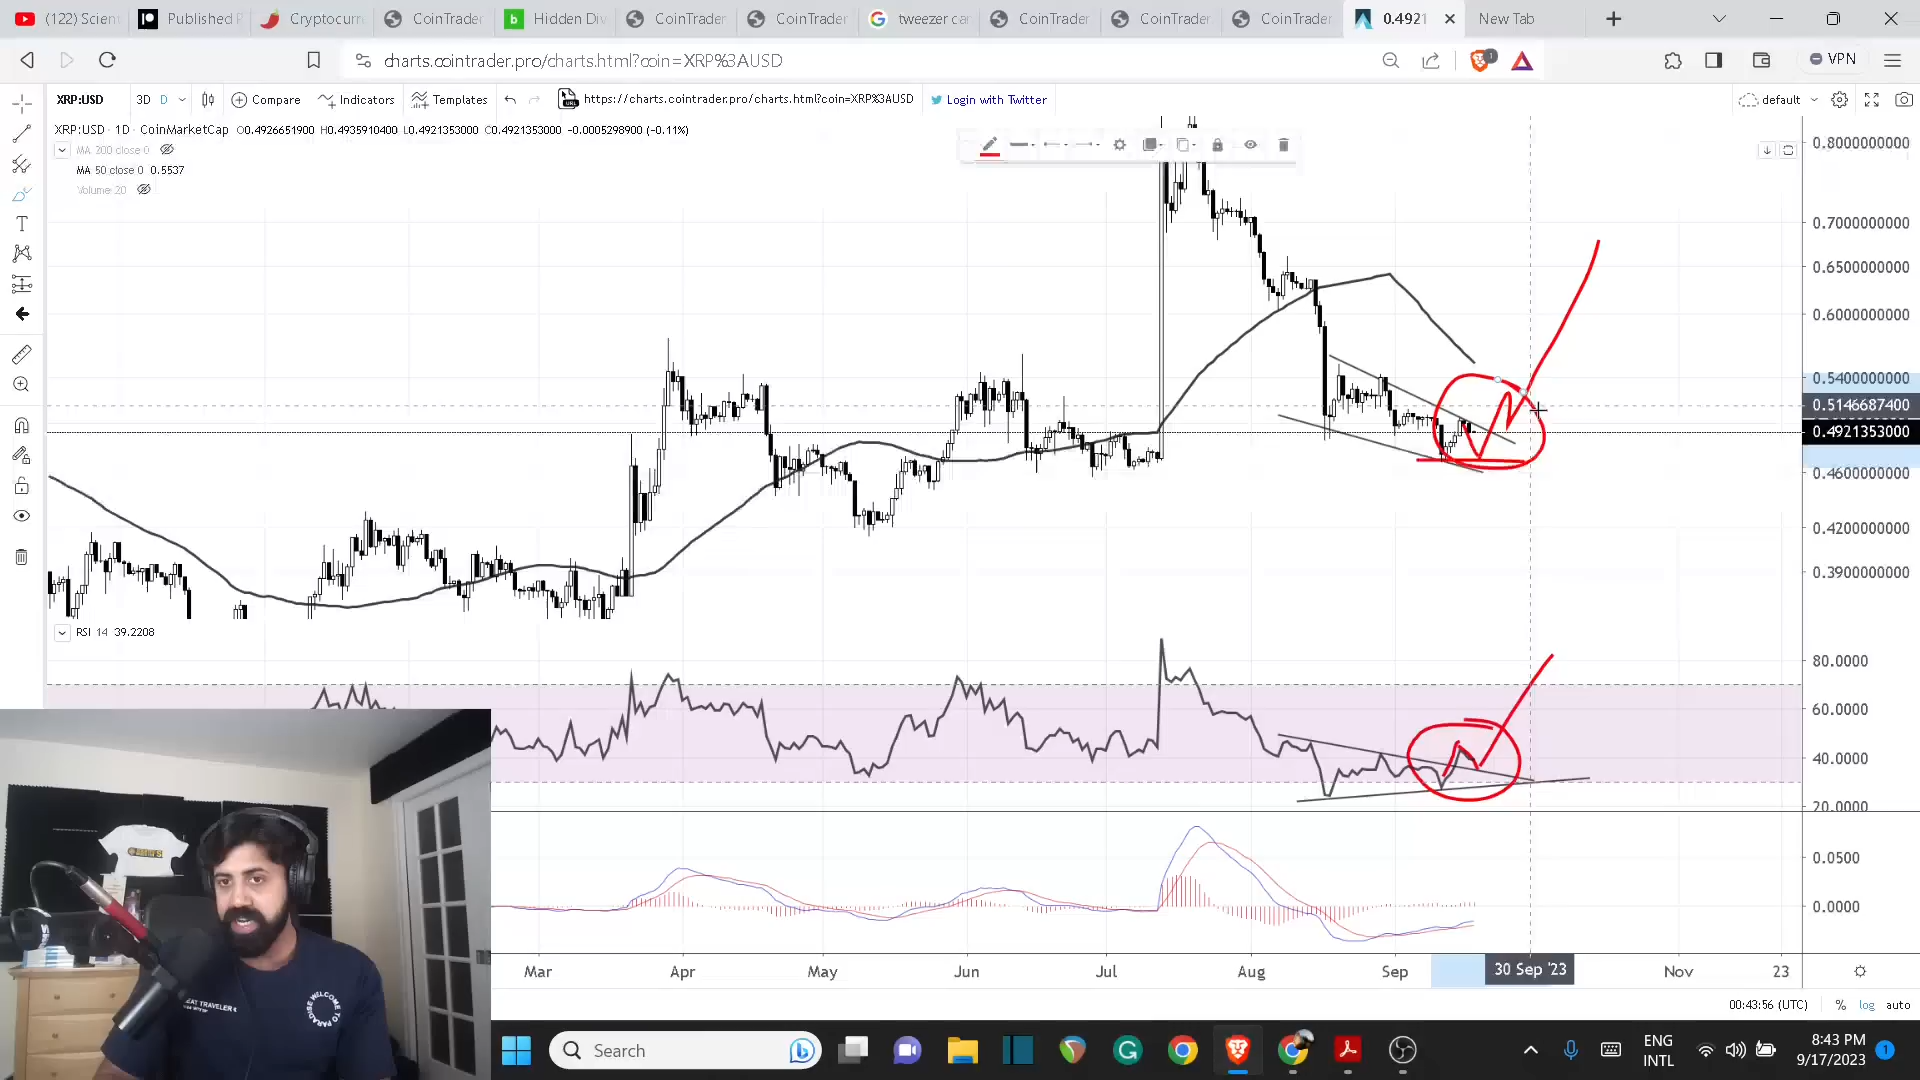 (122) Scien
Published F
Cryptocurr
CoinTrader
Hidden Div
CoinTrader
CoinTrader
tweezer car
CoinTrader
CoinTrader
CoinTrader
0.4921
New Tab
charts.cointrader.pro/charts.html?coin=XRP%3AUSD
1
VPN
XRP:USD
3D
D
Compare
Indicators
Templates
https://charts.cointrader.pro/charts.html?coin=XRP%3AUSD
Login with Twitter
default
XRP:USD · 1D · CoinMarketCap O0.4926651900 H0.4935910400 L0.4921353000 C0.4921353000 -0.0005298900 (-0.11%)
MA 200 close 0
MA 50 close 0 0.5537
Volume 20
0.8000000000
0.7000000000
0.6500000000
0.6000000000
0.5400000000
0.5146687400
0.4921353000
0.4600000000
0.4200000000
0.3900000000
RSI 14 39.2208
80.0000
60.0000
40.0000
20.0000
0.0500
0.0000
Mar
Apr
May
Jun
Jul
Aug
Sep
30 Sep '23
Nov
23
00:43:56 (UTC)
%
log
auto
WELCOME TO PARADISE
Search
ENG
INTL
8:43 PM
9/17/2023
1